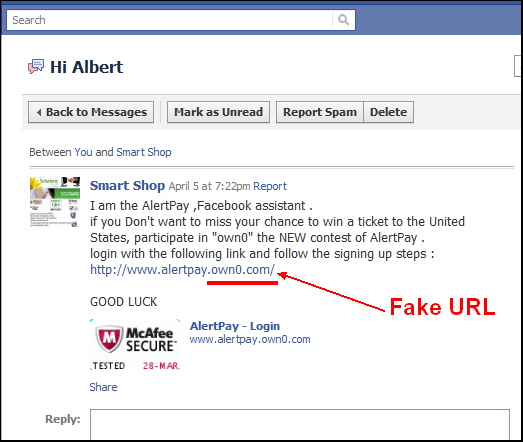 Search
Hi Albert
Back to Messages Mark as Unread Report Spam Delete
Between You and Smart Shop
Smart Shop April 5 at 7:22pm Report
I am the AlertPay ,Facebook assistant .
if you Don't want to miss your chance to win a ticket to the United
States, participate in "own0" the NEW contest of AlertPay .
login with the following link and follow the signing up steps :
http://www.alertpay.own0.com/
Fake URL
GOOD LUCK
McAfee
SECURE
TESTED 28-MAR
AlertPay - Login
www.alertpay.own0.com
Share
Reply: